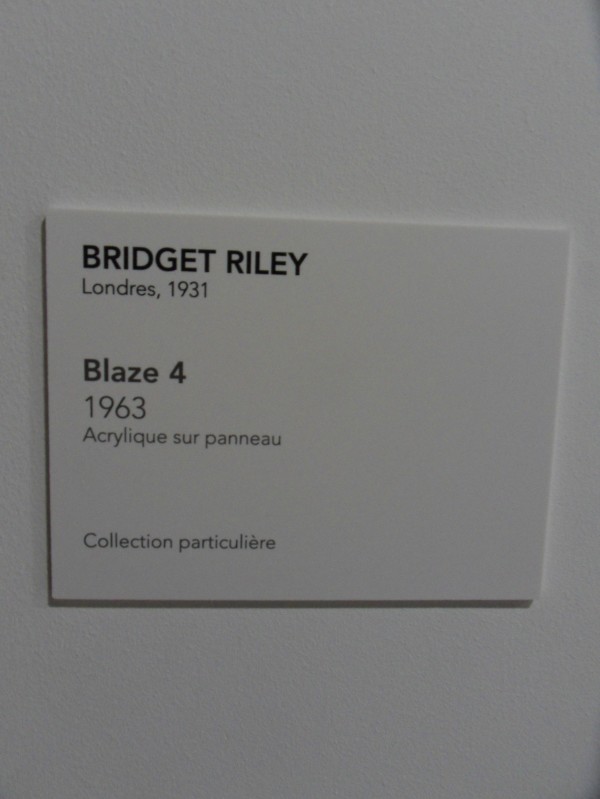 BRIDGET RILEY
Londres, 1931
Blaze 4
1963
Acrylique sur panneau
Collection particulière